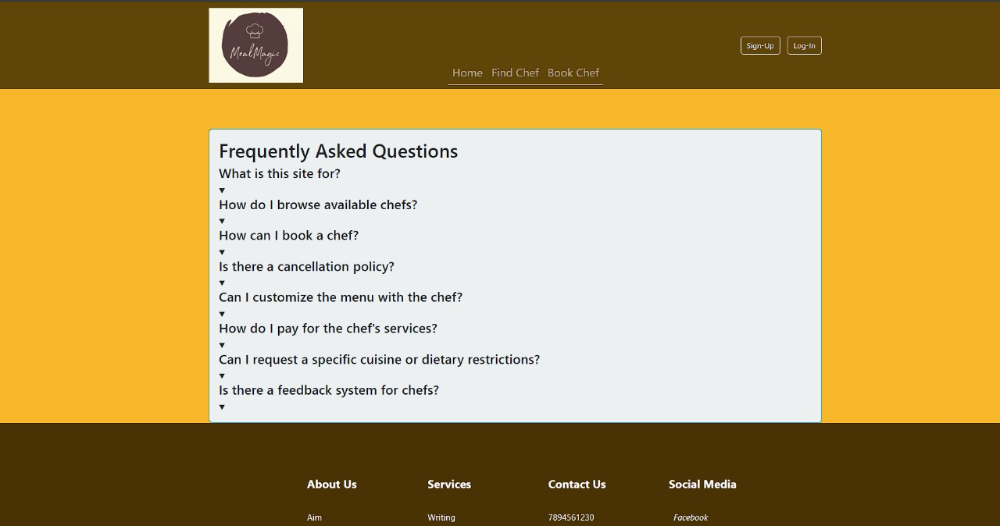 MealMagic
Sign-Up Log-In
Home Find Chef Book Chef
Frequently Asked Questions
What is this site for?
How do I browse available chefs?
How can I book a chef?
Is there a cancellation policy?
Can I customize the menu with the chef?
How do I pay for the chef's services?
Can I request a specific cuisine or dietary restrictions?
Is there a feedback system for chefs?
About Us Services Contact Us Social Media
Aim Writing 7894561230 Facebook